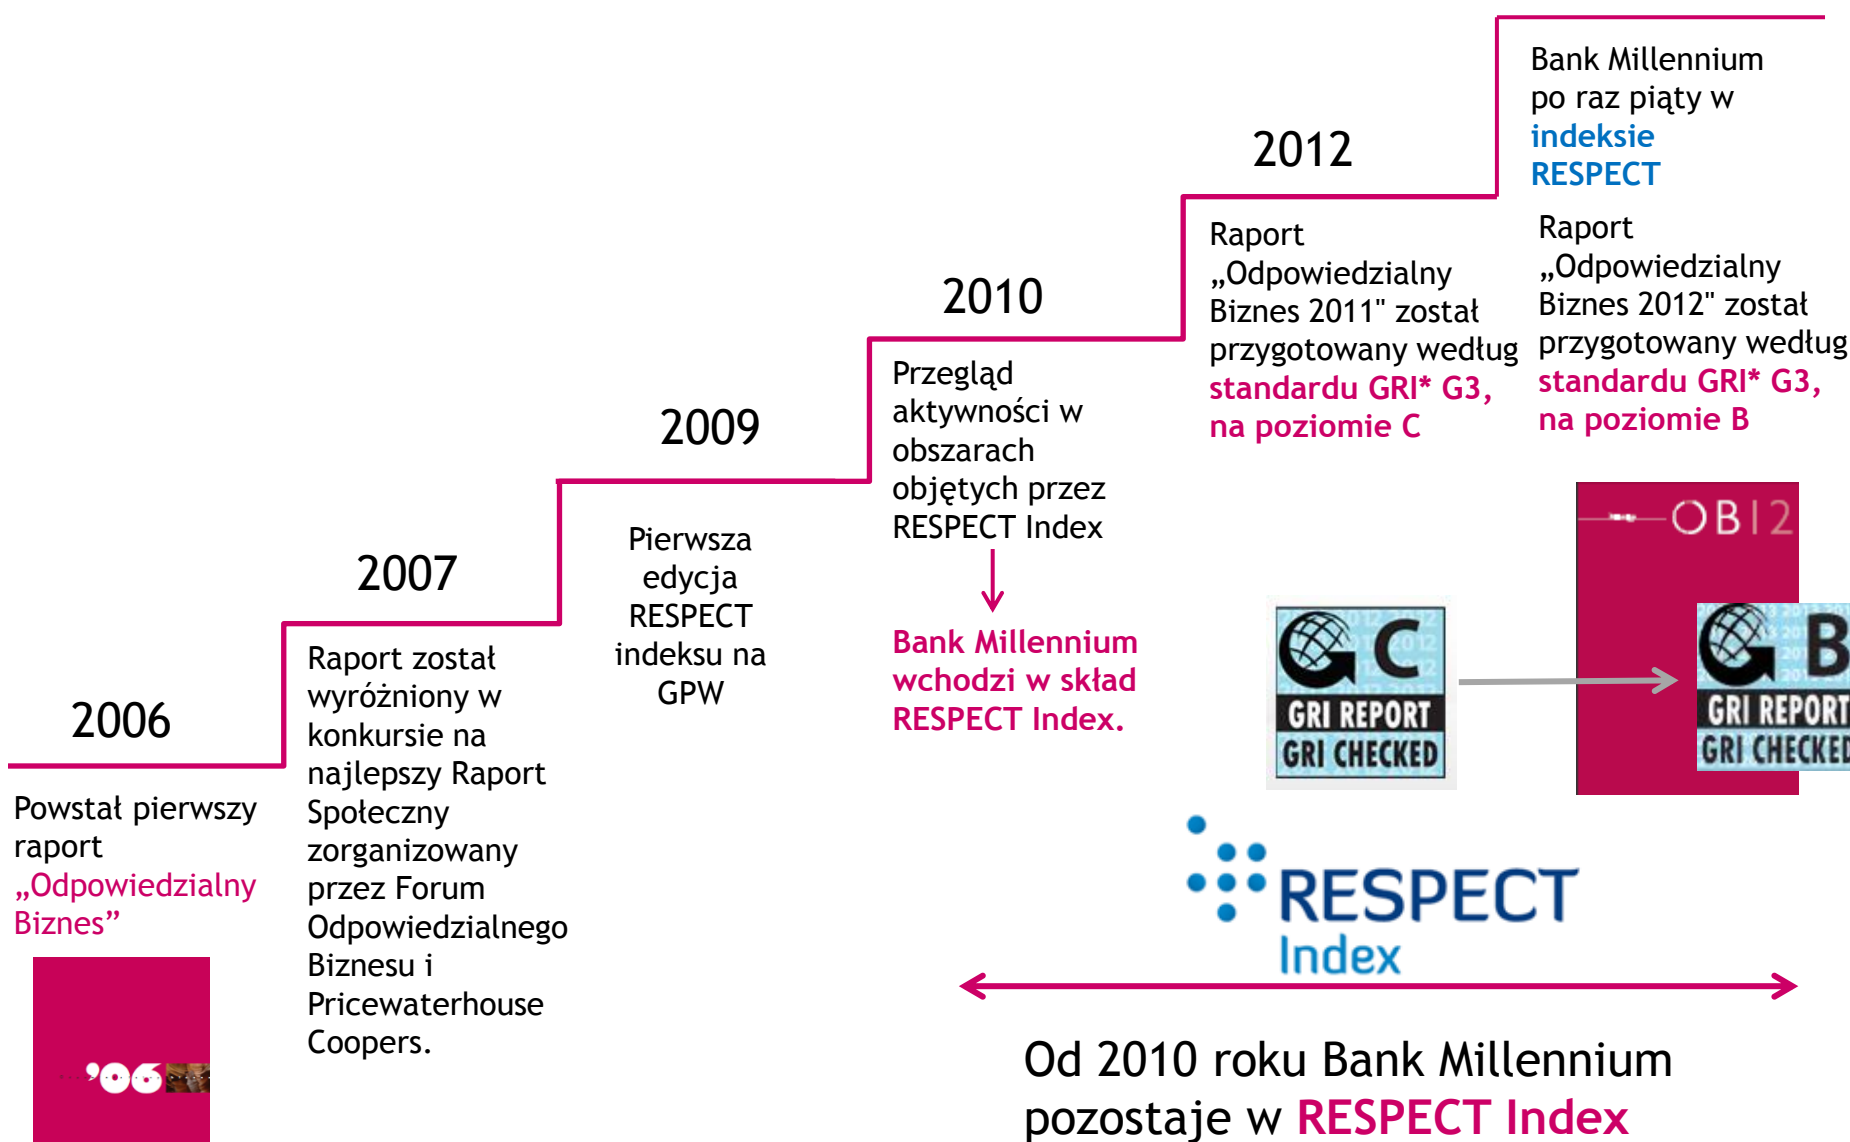 2006
Powstał pierwszy
raport
„Odpowiedzialny
Biznes”
’06
2007
Raport został
wyróżniony w
konkursie na
najlepszy Raport
Społeczny
zorganizowany
przez Forum
Odpowiedzialnego
Biznesu i
Pricewaterhouse
Coopers.
2009
Pierwsza
edycja
RESPECT
indeksu na
GPW
2010
Przegląd
aktywności w
obszarach
objętych przez
RESPECT Index
Bank Millennium
wchodzi w skład
RESPECT Index.
2012
Raport
„Odpowiedzialny
Biznes 2011" został
przygotowany według
standardu GRI* G3,
na poziomie C
C
GRI REPORT
GRI CHECKED
Bank Millennium
po raz piąty w
indeksie
RESPECT
Raport
„Odpowiedzialny
Biznes 2012" został
przygotowany według
standardu GRI* G3,
na poziomie B
OB12
B
GRI REPORT
GRI CHECKED
RESPECT
Index
Od 2010 roku Bank Millennium
pozostaje w RESPECT Index